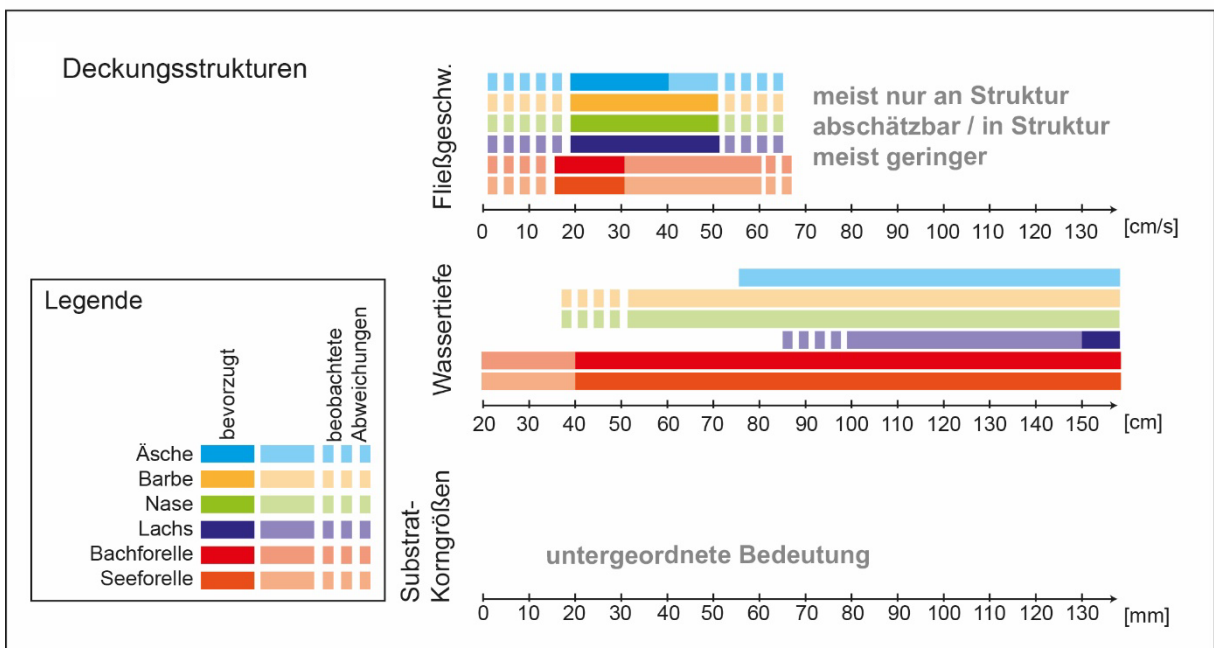 Deckungsstrukturen
Fließgeschw.
meist nur an Struktur
abschätzbar / in Struktur
meist geringer
0 10 20 30 40 50 60 70 80 90 100 110 120 130 [cm/s]
Wassertiefe
20 30 40 50 60 70 80 90 100 110 120 130 140 150 [cm]
Legende
bevorzugt
beobachtete
Abweichungen
Äsche
Barbe
Nase
Lachs
Bachforelle
Seeforelle
Substrat-
Korngrößen
untergeordnete Bedeutung
0 10 20 30 40 50 60 70 80 90 100 110 120 130 [mm]